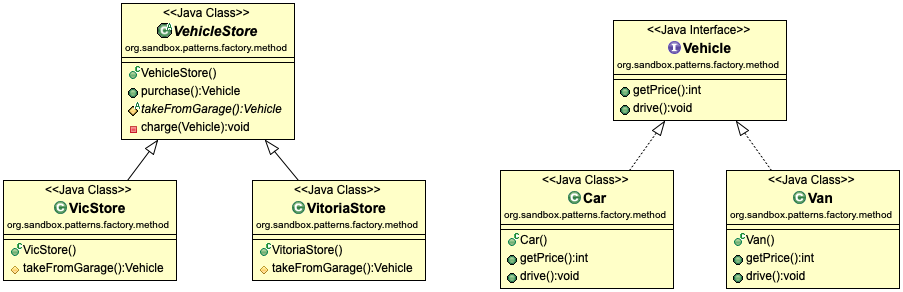 <<Java Class>>
VehicleStore
org.sandbox.patterns.factory.method
VehicleStore()
purchase():Vehicle
takeFromGarage():Vehicle
charge(Vehicle):void
<<Java Class>>
VicStore
org.sandbox.patterns.factory.method
VicStore()
takeFromGarage():Vehicle
<<Java Class>>
VitoriaStore
org.sandbox.patterns.factory.method
VitoriaStore()
takeFromGarage():Vehicle
<<Java Interface>>
Vehicle
org.sandbox.patterns.factory.method
getPrice():int
drive():void
<<Java Class>>
Car
org.sandbox.patterns.factory.method
Car()
getPrice():int
drive():void
<<Java Class>>
Van
org.sandbox.patterns.factory.method
Van()
getPrice():int
drive():void